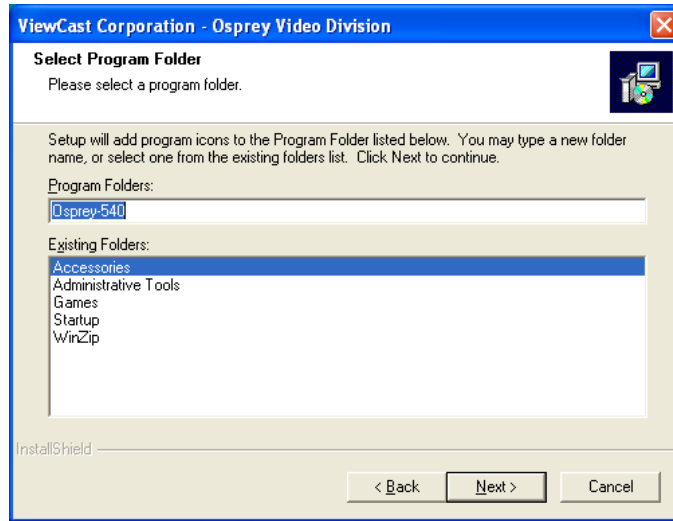 ViewCast Corporation - Osprey Video Division
Select Program Folder
Please select a program folder.
Setup will add program icons to the Program Folder listed below. You may type a new folder
name, or select one from the existing folders list. Click Next to continue.
Program Folders:
Osprey-540
Existing Folders:
Accessories
Administrative Tools
Games
Startup
WinZip
InstallShield
< Back
Next >
Cancel